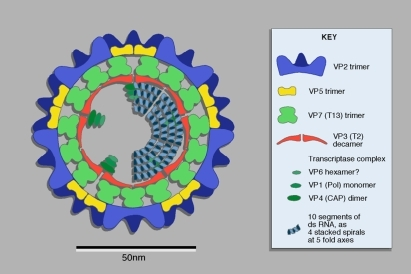 KEY
VP2 trimer
VP5 trimer
VP7 (T13) trimer
VP3 (T2)
decamer
Transcriptase complex
VP6 hexamer?
VP1 (Pol) monomer
VP4 (CAP) dimer
10 segments of
ds RNA, as
4 stacked spirals
at 5 fold axes
50nm